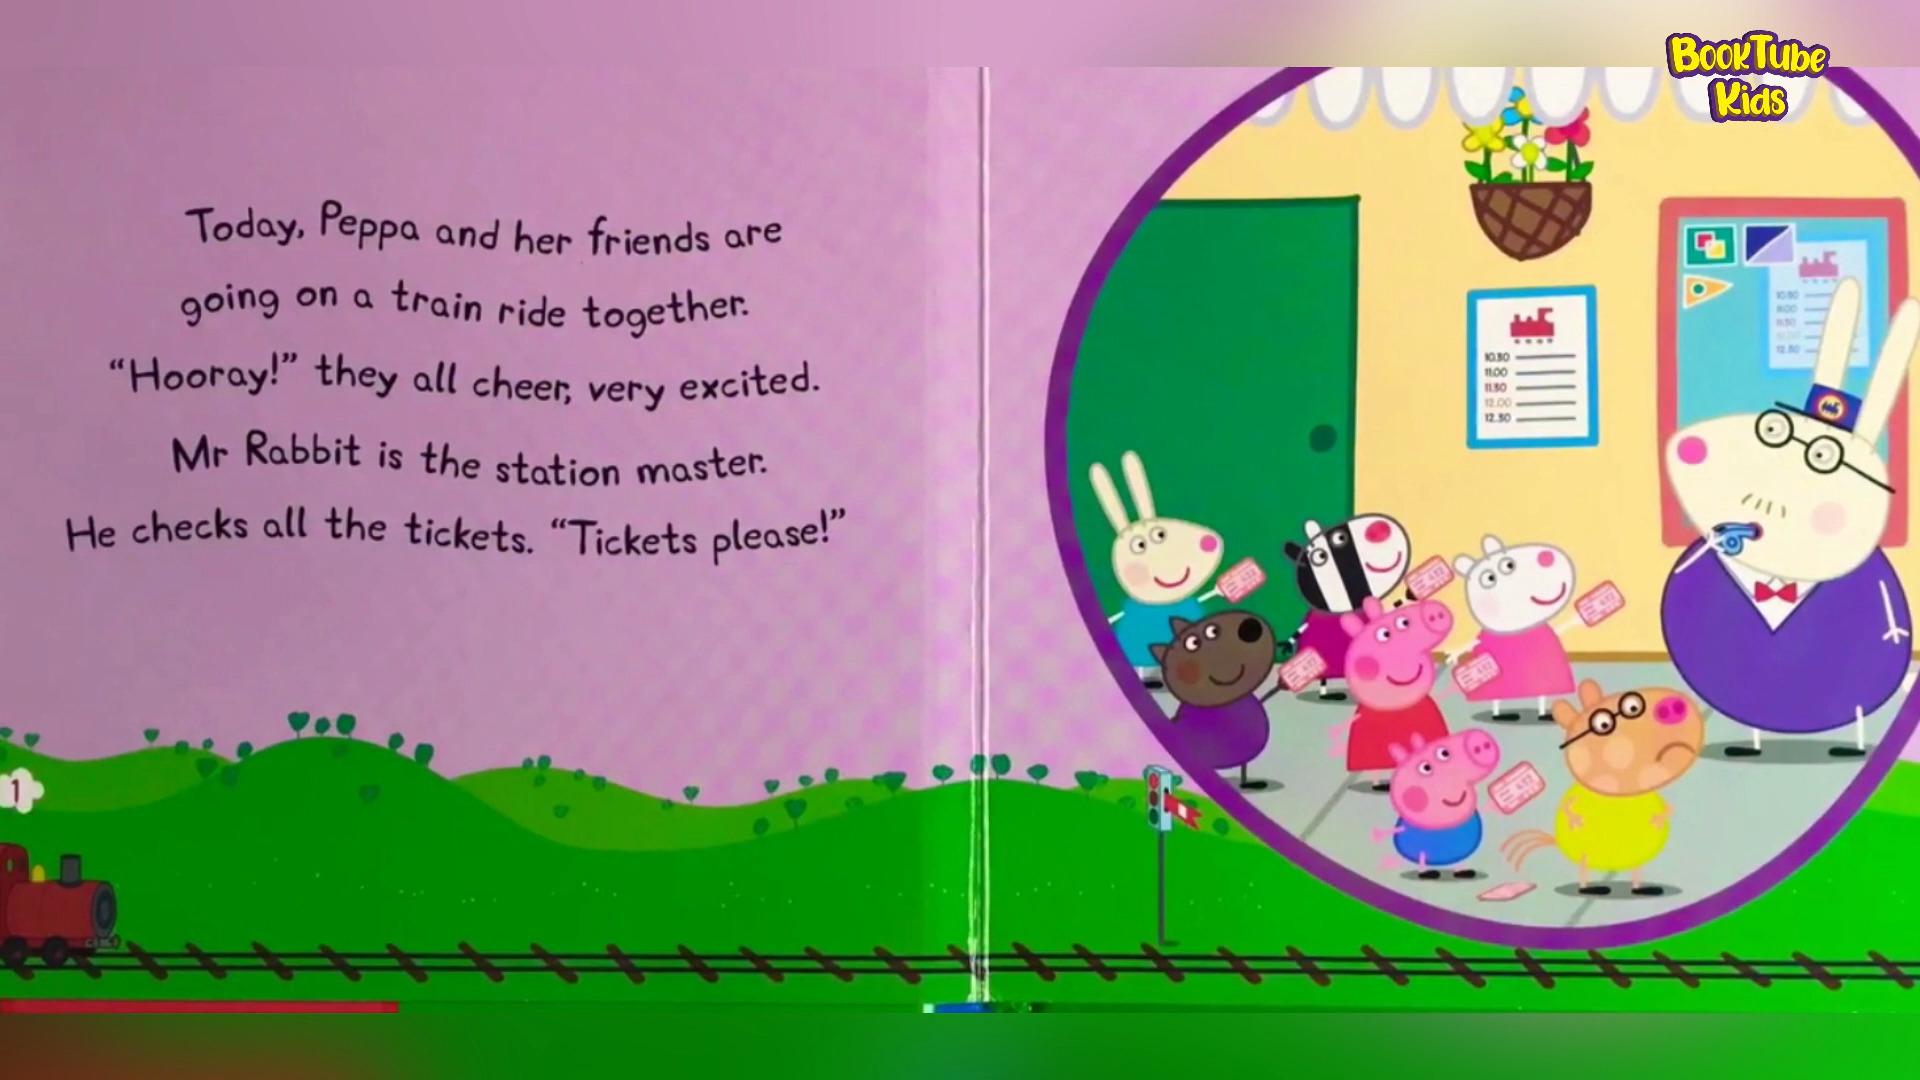 BookTube
Kids
Today, Peppa and her friends are
going on a train ride together.
“Hooray!” they all cheer, very excited.
Mr Rabbit is the station master.
He checks all the tickets. “Tickets please!”
10.30
11.00
11.30
12.00
12.30
1